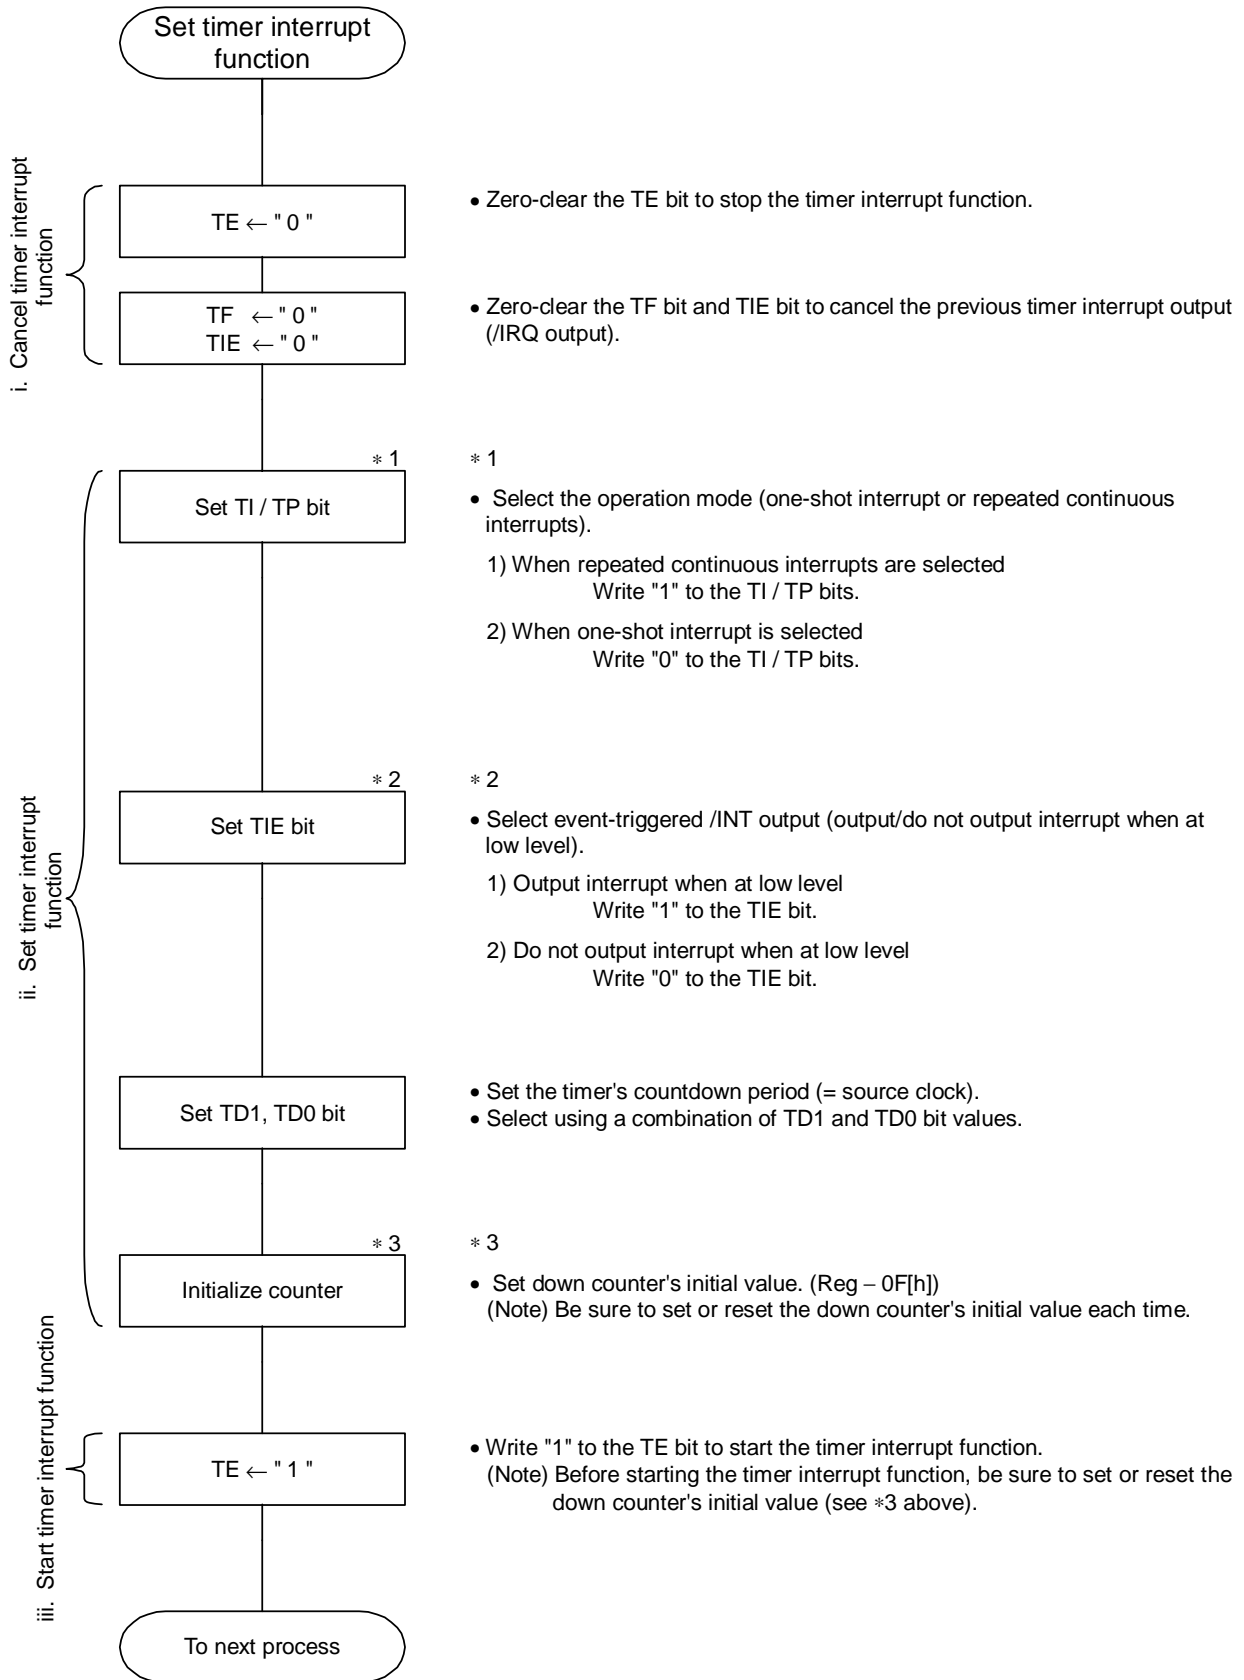 Set timer interrupt
function
i. Cancel timer interrupt
function
TE ← " 0 "
• Zero-clear the TE bit to stop the timer interrupt function.
TF ← " 0 "
TIE ← " 0 "
• Zero-clear the TF bit and TIE bit to cancel the previous timer interrupt output
(/IRQ output).
ii. Set timer interrupt
function
* 1
Set TI / TP bit
* 1
• Select the operation mode (one-shot interrupt or repeated continuous
interrupts).
1) When repeated continuous interrupts are selected
Write "1" to the TI / TP bits.
2) When one-shot interrupt is selected
Write "0" to the TI / TP bits.
* 2
Set TIE bit
* 2
• Select event-triggered /INT output (output/do not output interrupt when at
low level).
1) Output interrupt when at low level
Write "1" to the TIE bit.
2) Do not output interrupt when at low level
Write "0" to the TIE bit.
Set TD1, TD0 bit
• Set the timer's countdown period (= source clock).
• Select using a combination of TD1 and TD0 bit values.
* 3
Initialize counter
* 3
• Set down counter's initial value. (Reg – 0F[h])
(Note) Be sure to set or reset the down counter's initial value each time.
iii. Start timer interrupt function
TE ← " 1 "
• Write "1" to the TE bit to start the timer interrupt function.
(Note) Before starting the timer interrupt function, be sure to set or reset the
down counter's initial value (see *3 above).
To next process